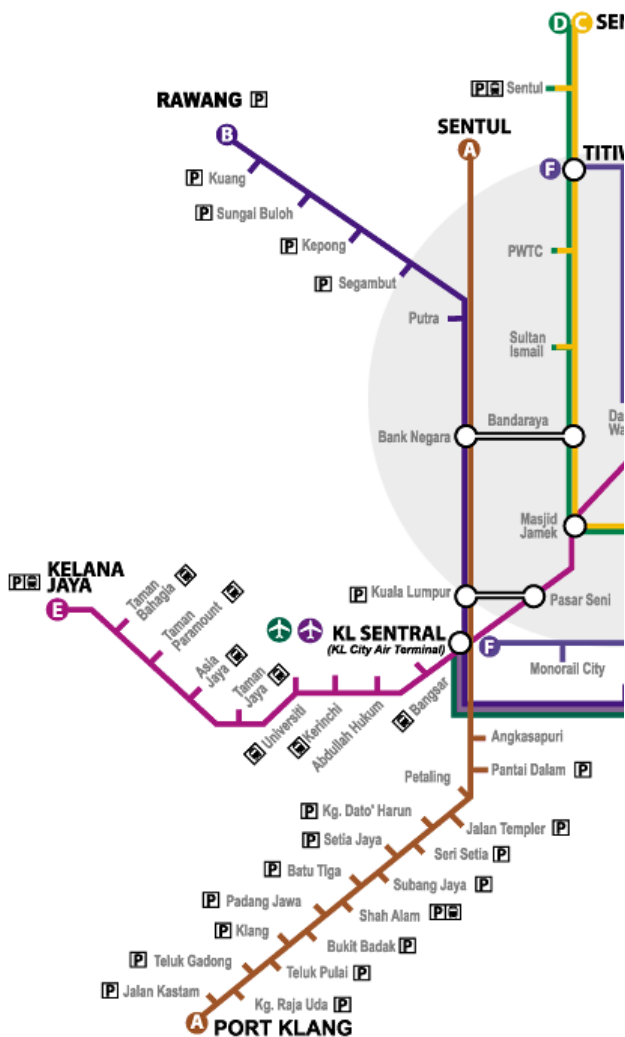 D C SEN
P Sentul
RAWANG P
SENTUL
B
A
TITIW
F
P Kuang
P Sungai Buloh
P Kepong
P Segambut
PWTC
Putra
Sultan
Ismail
Da
Wa
Bandaraya
Bank Negara
Masjid
Jamek
P KELANA
JAYA
E
Taman
Bahagia
Taman
Paramount
Asia
Jaya
Taman
Jaya
Universiti
Kerinchi
Abdullah Hukum
Bangsar
P Kuala Lumpur
Pasar Seni
KL SENTRAL
(KL City Air Terminal)
F
Monorail City
Angkasapuri
Pantai Dalam P
Petaling
P Kg. Dato' Harun
Jalan Templer P
P Setia Jaya
Seri Setia P
P Batu Tiga
Subang Jaya P
P Padang Jawa
Shah Alam P
P Klang
Bukit Badak P
P Teluk Gadong
Teluk Pulai P
P Jalan Kastam
Kg. Raja Uda P
A PORT KLANG